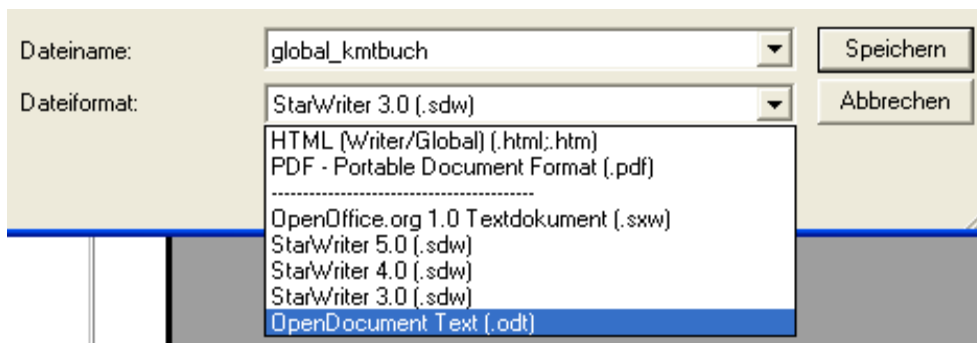 Dateiname: global_kmtbuch Speichern
Dateiformat: StarWriter 3.0 (.sdw) Abbrechen
HTML (Writer/Global) (.html;.htm)
PDF - Portable Document Format (.pdf)
----------------------------------------
OpenOffice.org 1.0 Textdokument (.sxw)
StarWriter 5.0 (.sdw)
StarWriter 4.0 (.sdw)
StarWriter 3.0 (.sdw)
OpenDocument Text (.odt)